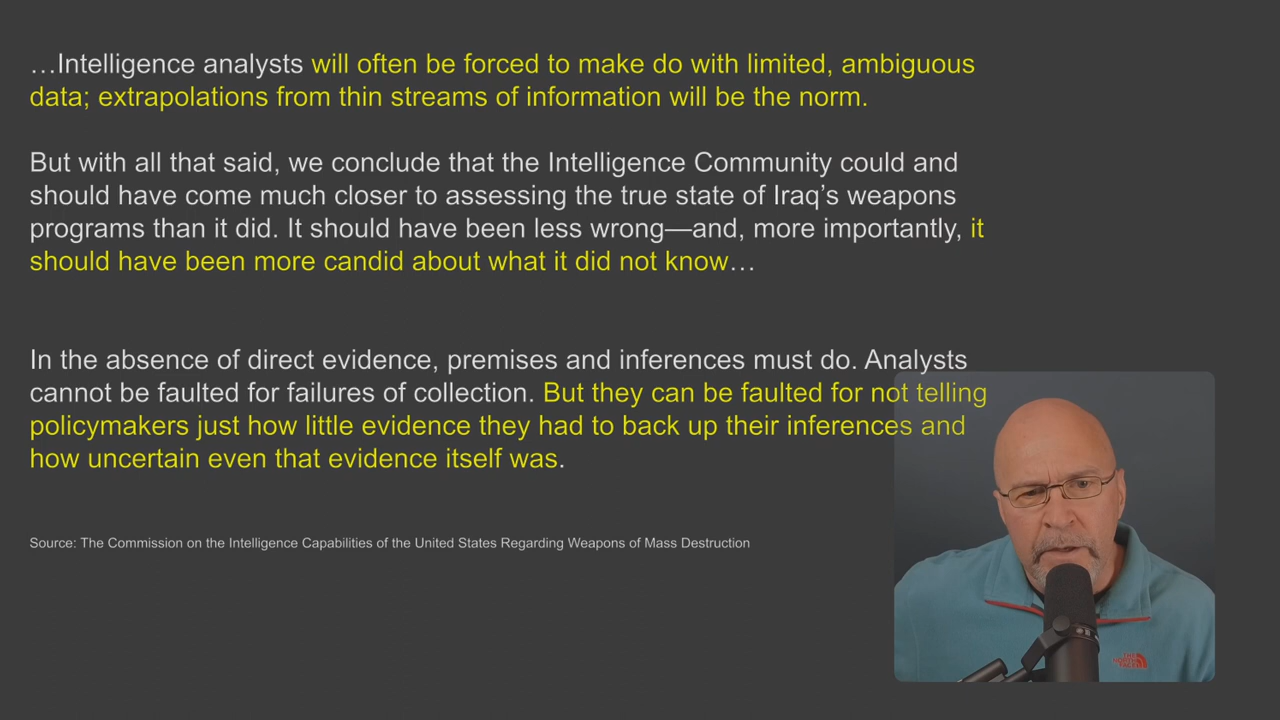 …Intelligence analysts will often be forced to make do with limited, ambiguous
data; extrapolations from thin streams of information will be the norm.
But with all that said, we conclude that the Intelligence Community could and
should have come much closer to assessing the true state of Iraq’s weapons
programs than it did. It should have been less wrong—and, more importantly, it
should have been more candid about what it did not know…
In the absence of direct evidence, premises and inferences must do. Analysts
cannot be faulted for failures of collection. But they can be faulted for not telling
policymakers just how little evidence they had to back up their inferences and
how uncertain even that evidence itself was.
Source: The Commission on the Intelligence Capabilities of the United States Regarding Weapons of Mass Destruction
THE
NORTH
FACE